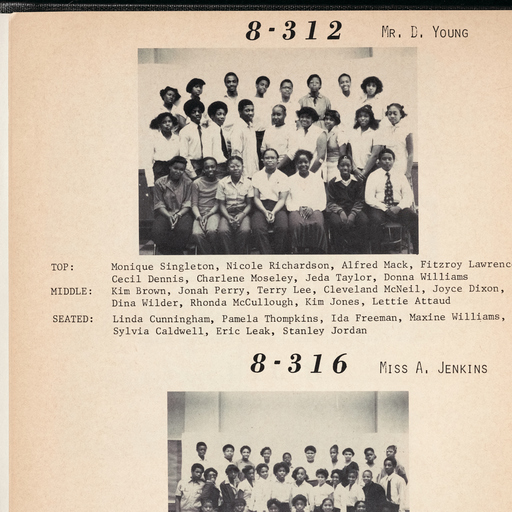 8-312 MR. D. YOUNG
TOP: Monique Singleton, Nicole Richardson, Alfred Mack, Fitzroy Lawrence
Cecil Dennis, Charlene Moseley, Jeda Taylor, Donna Williams
MIDDLE: Kim Brown, Jonah Perry, Terry Lee, Cleveland McNeil, Joyce Dixon,
Dina Wilder, Rhonda McCullough, Kim Jones, Lettie Attaud
SEATED: Linda Cunningham, Pamela Thompkins, Ida Freeman, Maxine Williams,
Sylvia Caldwell, Eric Leak, Stanley Jordan
8-316 MISS A. JENKINS